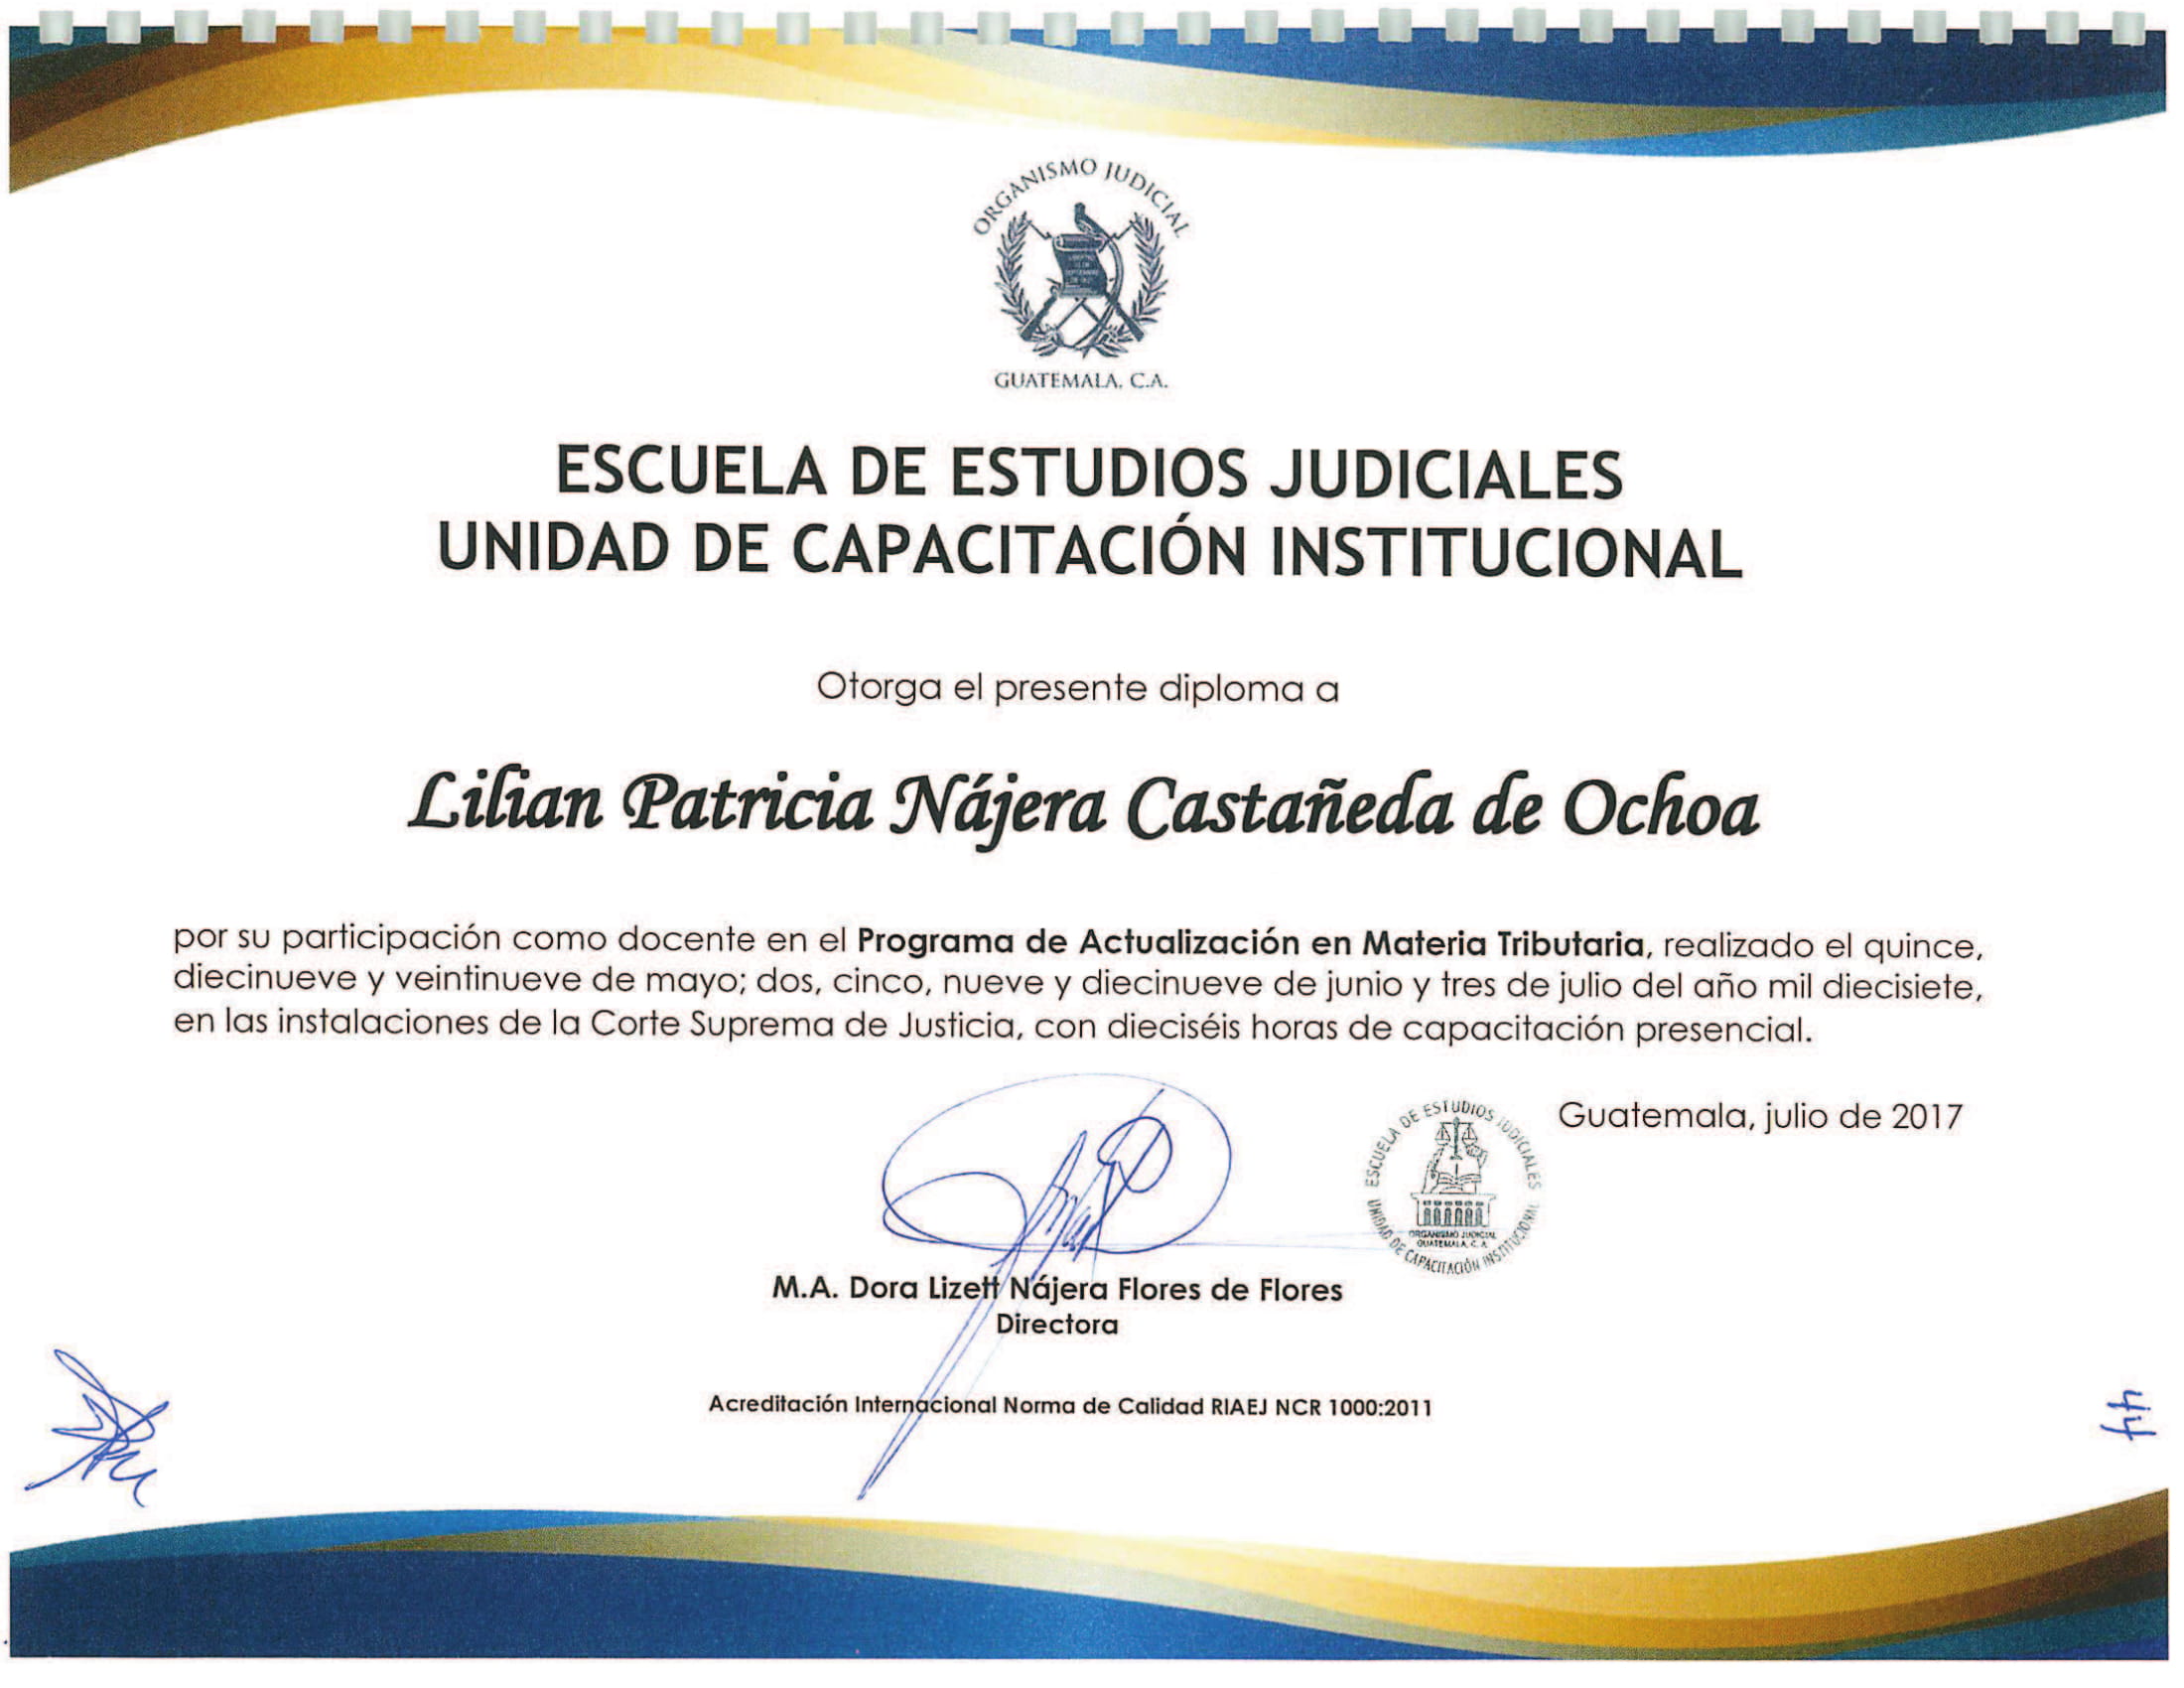 ORGANISMO JUDICIAL
GUATEMALA, C.A.
ESCUELA DE ESTUDIOS JUDICIALES
UNIDAD DE CAPACITACIÓN INSTITUCIONAL
Otorga el presente diploma a
Lilian Patricia Nájera Castañeda de Ochoa
por su participación como docente en el Programa de Actualización en Materia Tributaria, realizado el quince,
diecinueve y veintinueve de mayo; dos, cinco, nueve y diecinueve de junio y tres de julio del año mil diecisiete,
en las instalaciones de la Corte Suprema de Justicia, con dieciséis horas de capacitación presencial.
Guatemala, julio de 2017
ESCUELA DE ESTUDIOS JUDICIALES
UNIDAD DE CAPACITACIÓN INSTITUCIONAL
ORGANISMO JUDICIAL
GUATEMALA, C. A.
M.A. Dora Lizett Nájera Flores de Flores
Directora
Acreditación Internacional Norma de Calidad RIAEJ NCR 1000:2011
44